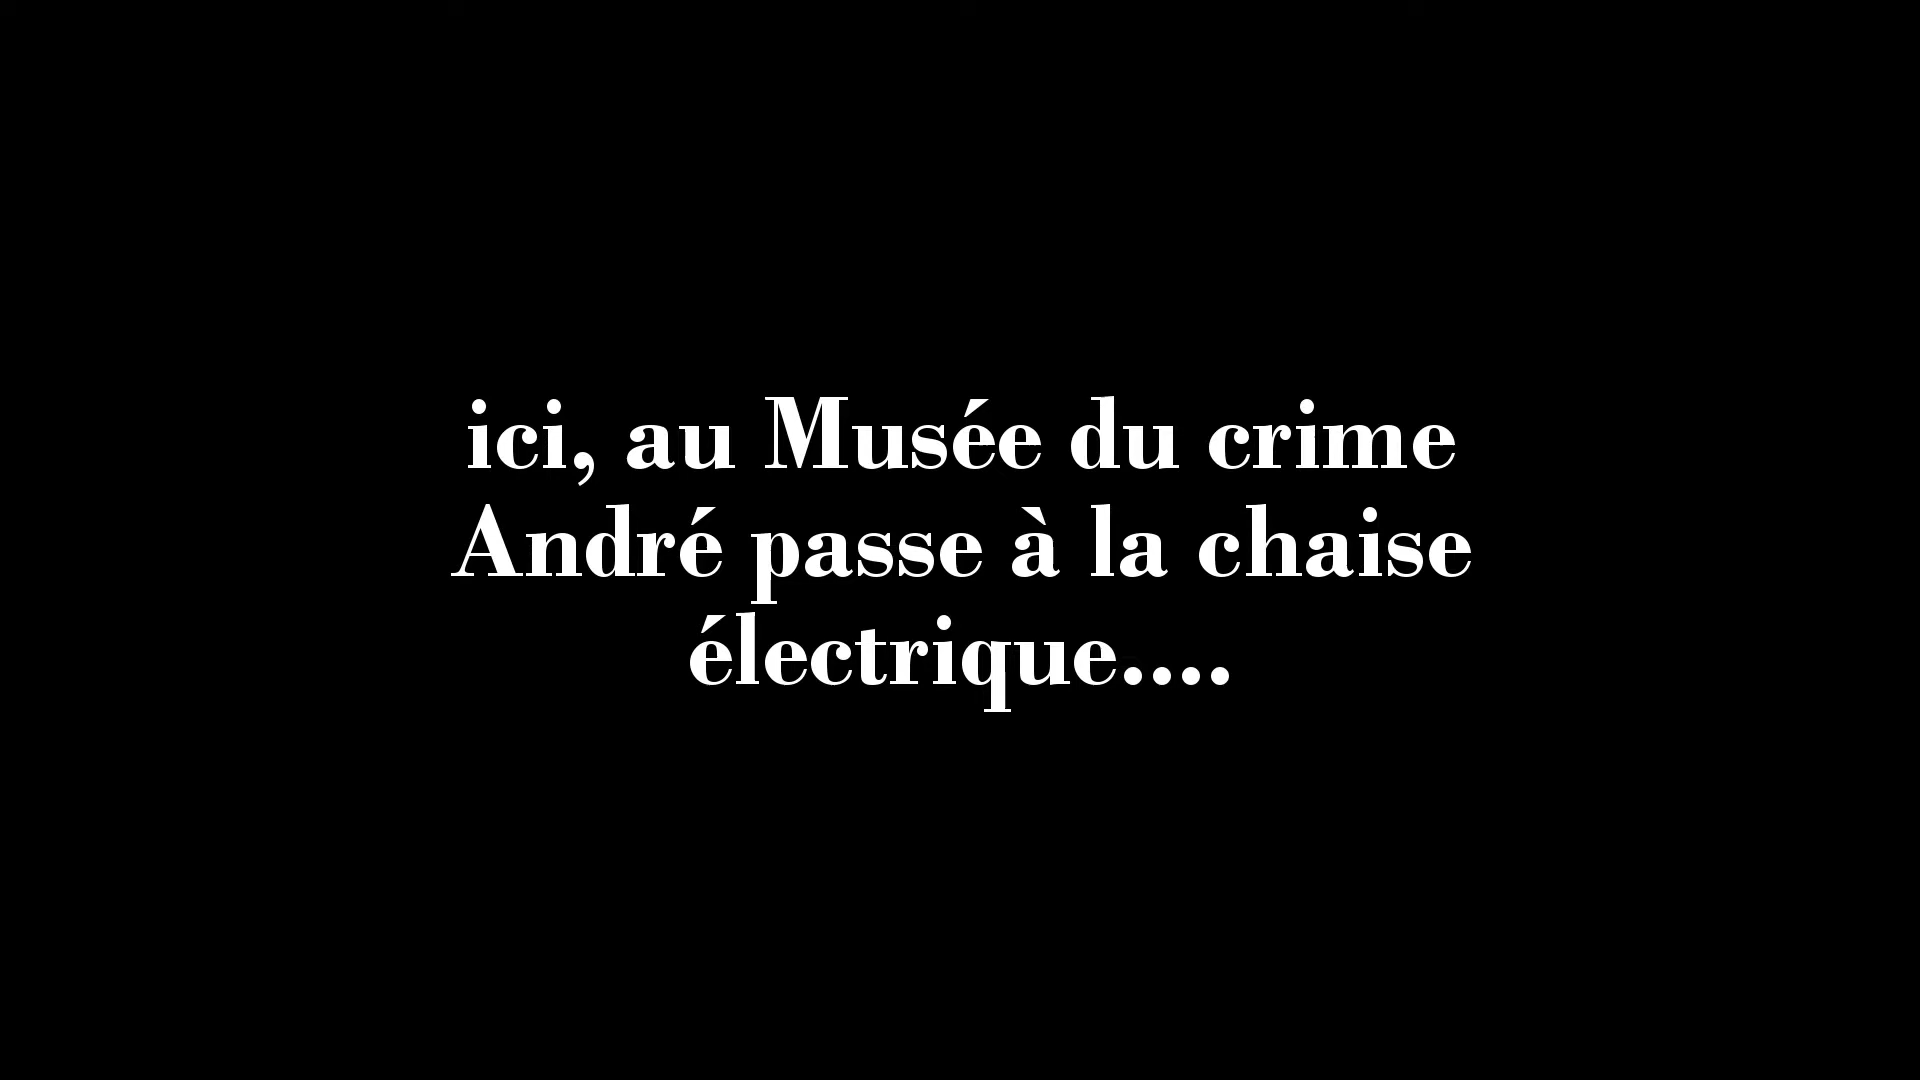 ici, au Musée du crime
André passe à la chaise
électrique....